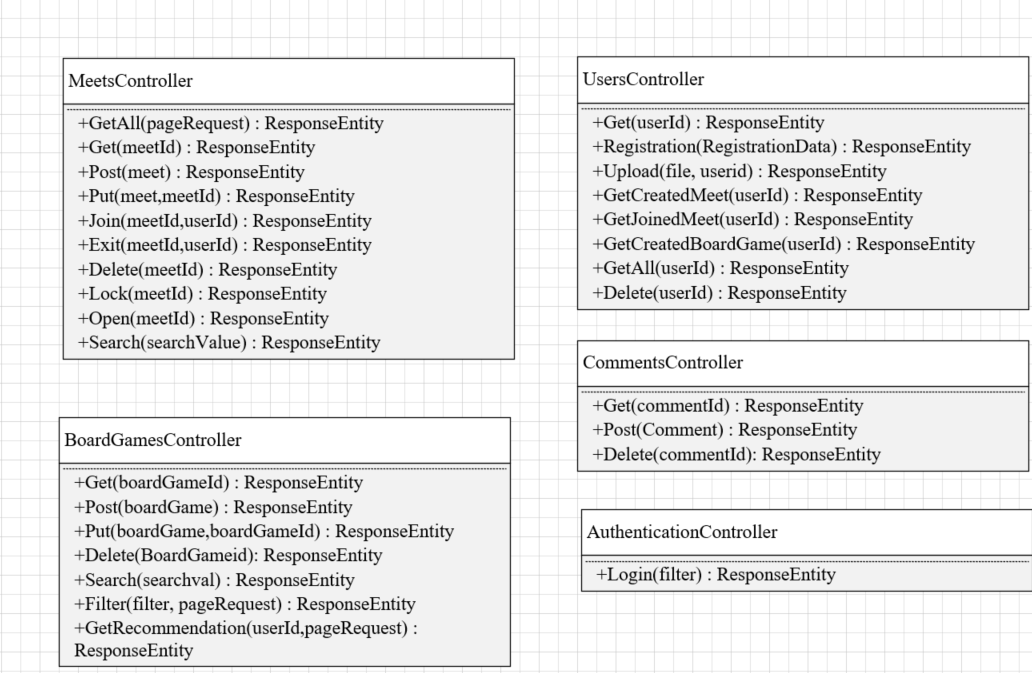 MeetsController
+GetAll(pageRequest) : ResponseEntity
+Get(meetId) : ResponseEntity
+Post(meet) : ResponseEntity
+Put(meet,meetId) : ResponseEntity
+Join(meetId,userId) : ResponseEntity
+Exit(meetId,userId) : ResponseEntity
+Delete(meetId) : ResponseEntity
+Lock(meetId) : ResponseEntity
+Open(meetId) : ResponseEntity
+Search(searchValue) : ResponseEntity
BoardGamesController
+Get(boardGameId) : ResponseEntity
+Post(boardGame) : ResponseEntity
+Put(boardGame,boardGameId) : ResponseEntity
+Delete(BoardGameid): ResponseEntity
+Search(searchval) : ResponseEntity
+Filter(filter, pageRequest) : ResponseEntity
+GetRecommendation(userId,pageRequest) :
ResponseEntity
UsersController
+Get(userId) : ResponseEntity
+Registration(RegistrationData) : ResponseEntity
+Upload(file, userid) : ResponseEntity
+GetCreatedMeet(userId) : ResponseEntity
+GetJoinedMeet(userId) : ResponseEntity
+GetCreatedBoardGame(userId) : ResponseEntity
+GetAll(userId) : ResponseEntity
+Delete(userId) : ResponseEntity
CommentsController
+Get(commentId) : ResponseEntity
+Post(Comment) : ResponseEntity
+Delete(commentId): ResponseEntity
AuthenticationController
+Login(filter) : ResponseEntity